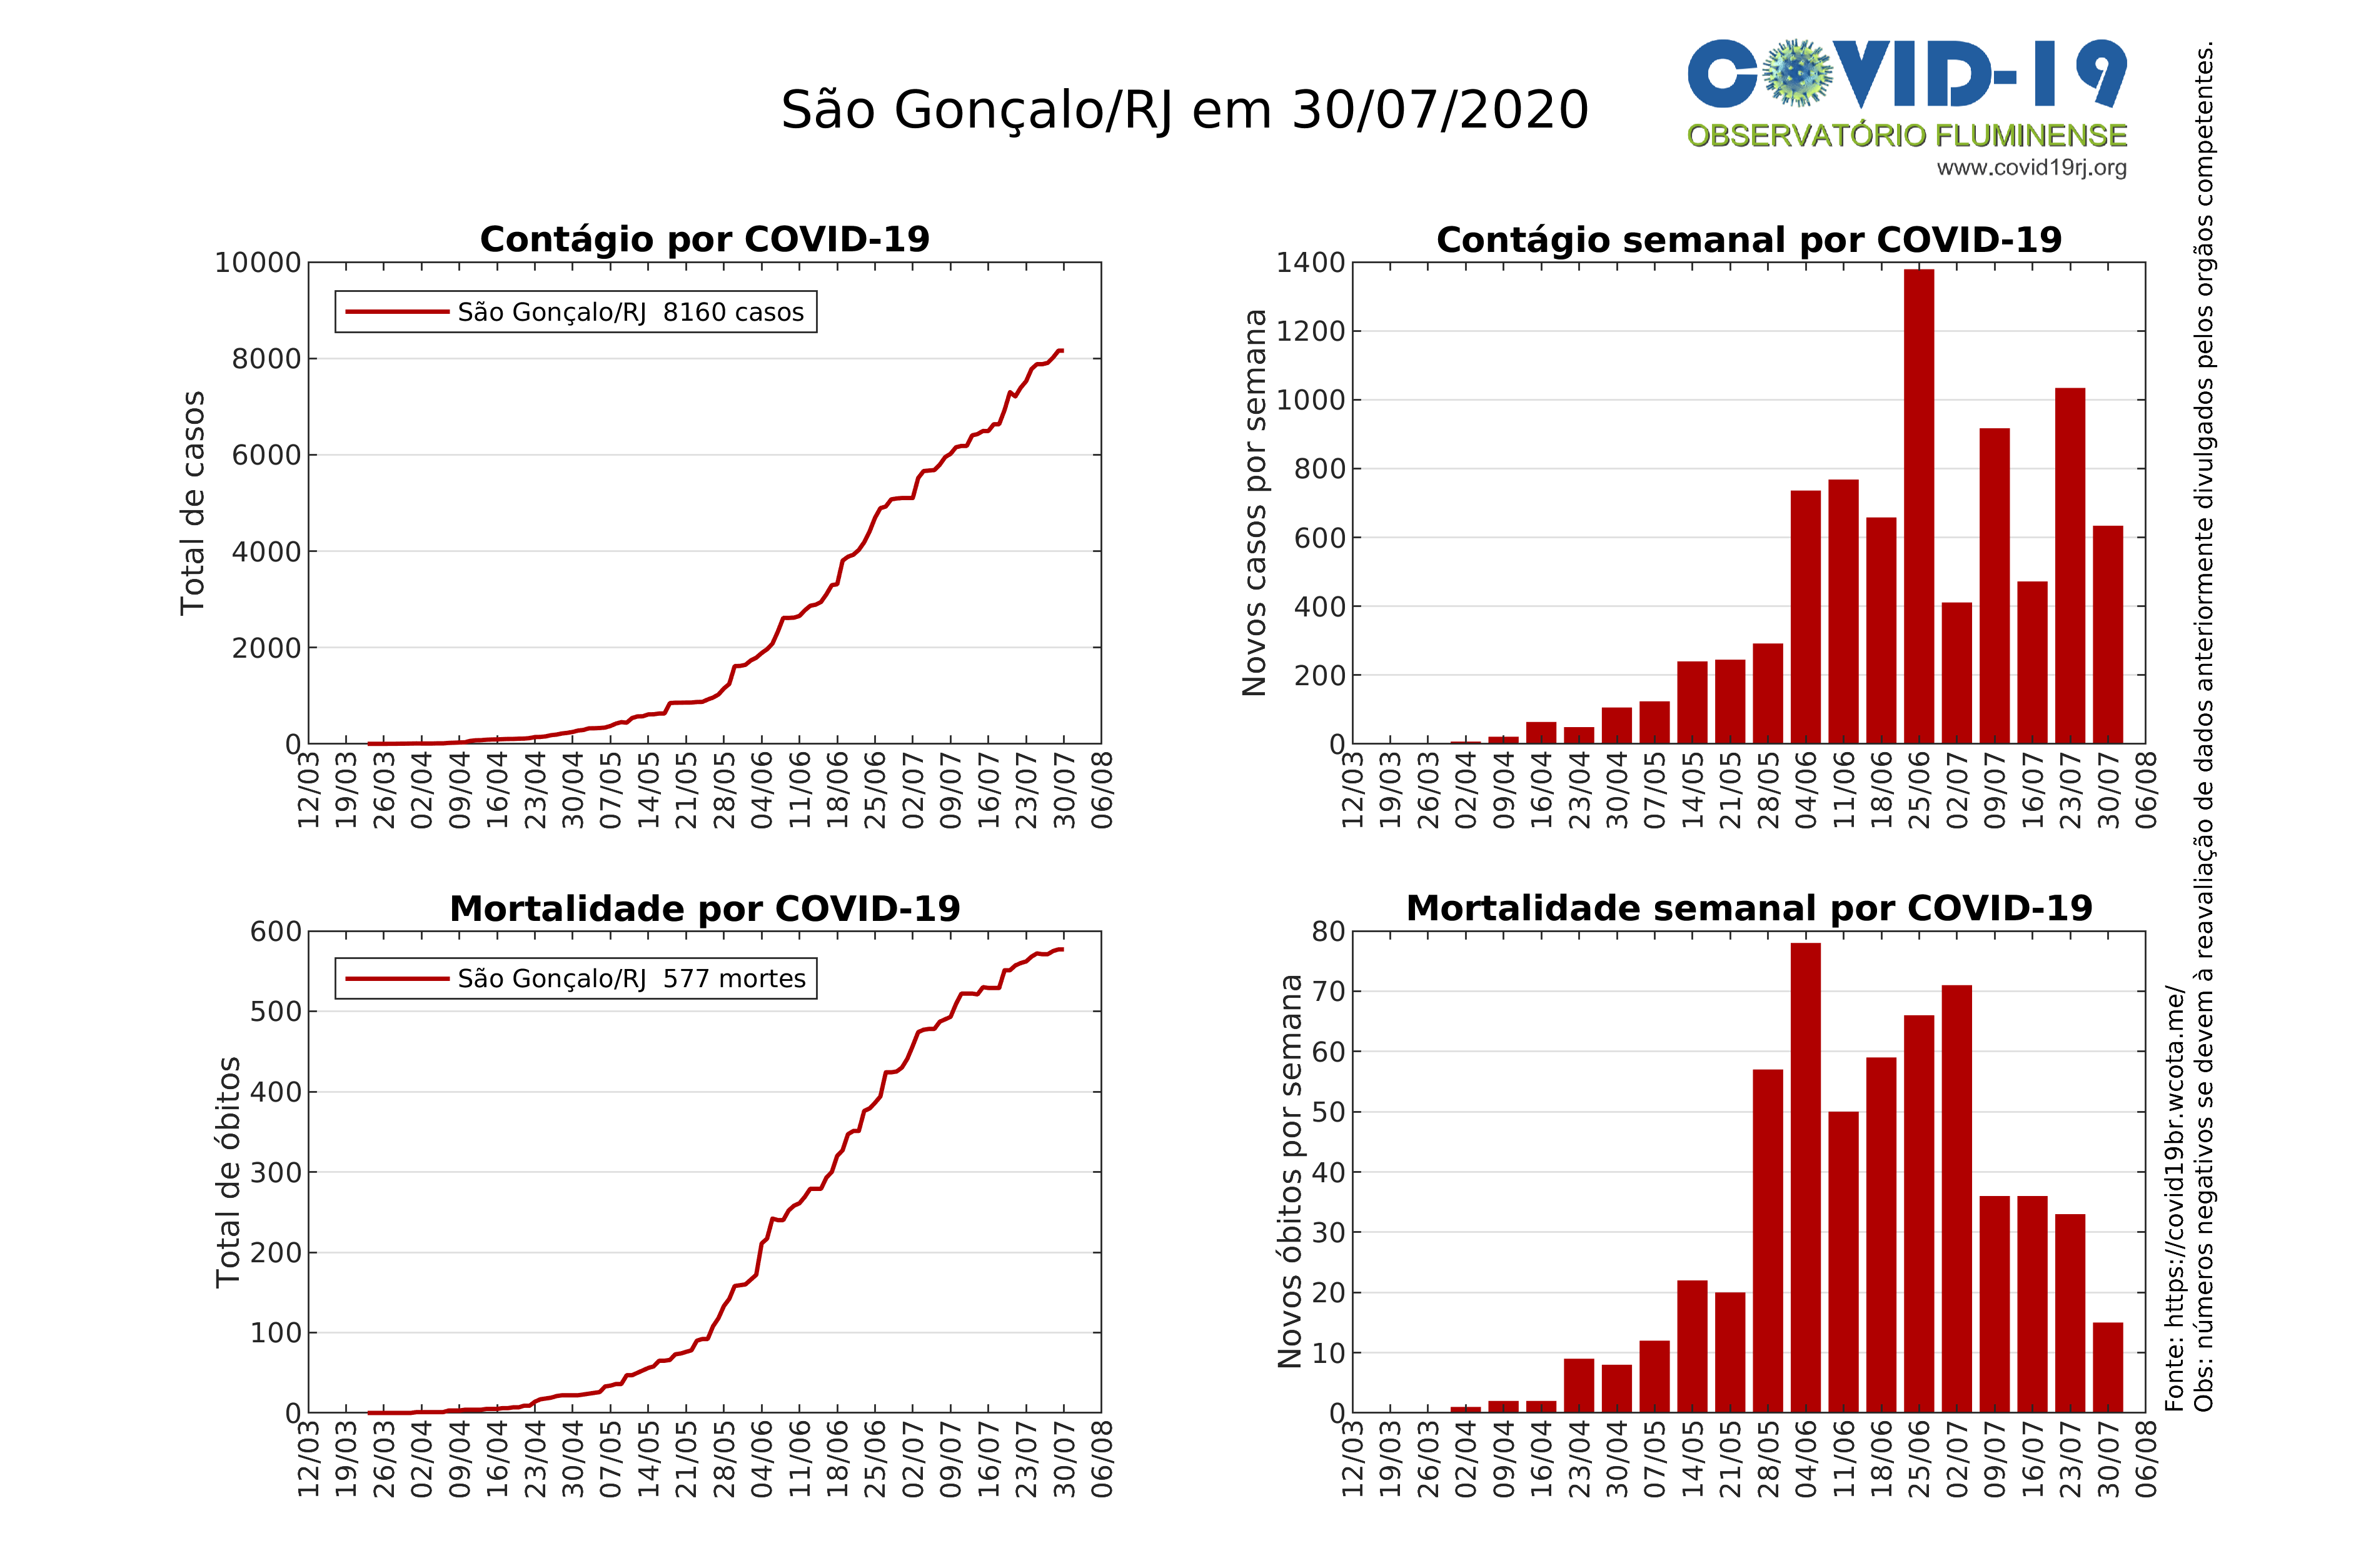 São Gonçalo/RJ em 30/07/2020
COVID-19
OBSERVATÓRIO FLUMINENSE
www.covid19rj.org
Contágio por COVID-19
Total de casos
10000
8000
6000
4000
2000
0
São Gonçalo/RJ 8160 casos
12/03 19/03 26/03 02/04 09/04 16/04 23/04 30/04 07/05 14/05 21/05 28/05 04/06 11/06 18/06 25/06 02/07 09/07 16/07 23/07 30/07 06/08
Contágio semanal por COVID-19
Novos casos por semana
1400
1200
1000
800
600
400
200
0
12/03 19/03 26/03 02/04 09/04 16/04 23/04 30/04 07/05 14/05 21/05 28/05 04/06 11/06 18/06 25/06 02/07 09/07 16/07 23/07 30/07 06/08
Mortalidade por COVID-19
Total de óbitos
600
500
400
300
200
100
0
São Gonçalo/RJ 577 mortes
12/03 19/03 26/03 02/04 09/04 16/04 23/04 30/04 07/05 14/05 21/05 28/05 04/06 11/06 18/06 25/06 02/07 09/07 16/07 23/07 30/07 06/08
Mortalidade semanal por COVID-19
Novos óbitos por semana
80
70
60
50
40
30
20
10
0
12/03 19/03 26/03 02/04 09/04 16/04 23/04 30/04 07/05 14/05 21/05 28/05 04/06 11/06 18/06 25/06 02/07 09/07 16/07 23/07 30/07 06/08
Fonte: https://covid19br.wcota.me/
Obs: números negativos se devem à reavaliação de dados anteriormente divulgados pelos orgãos competentes.